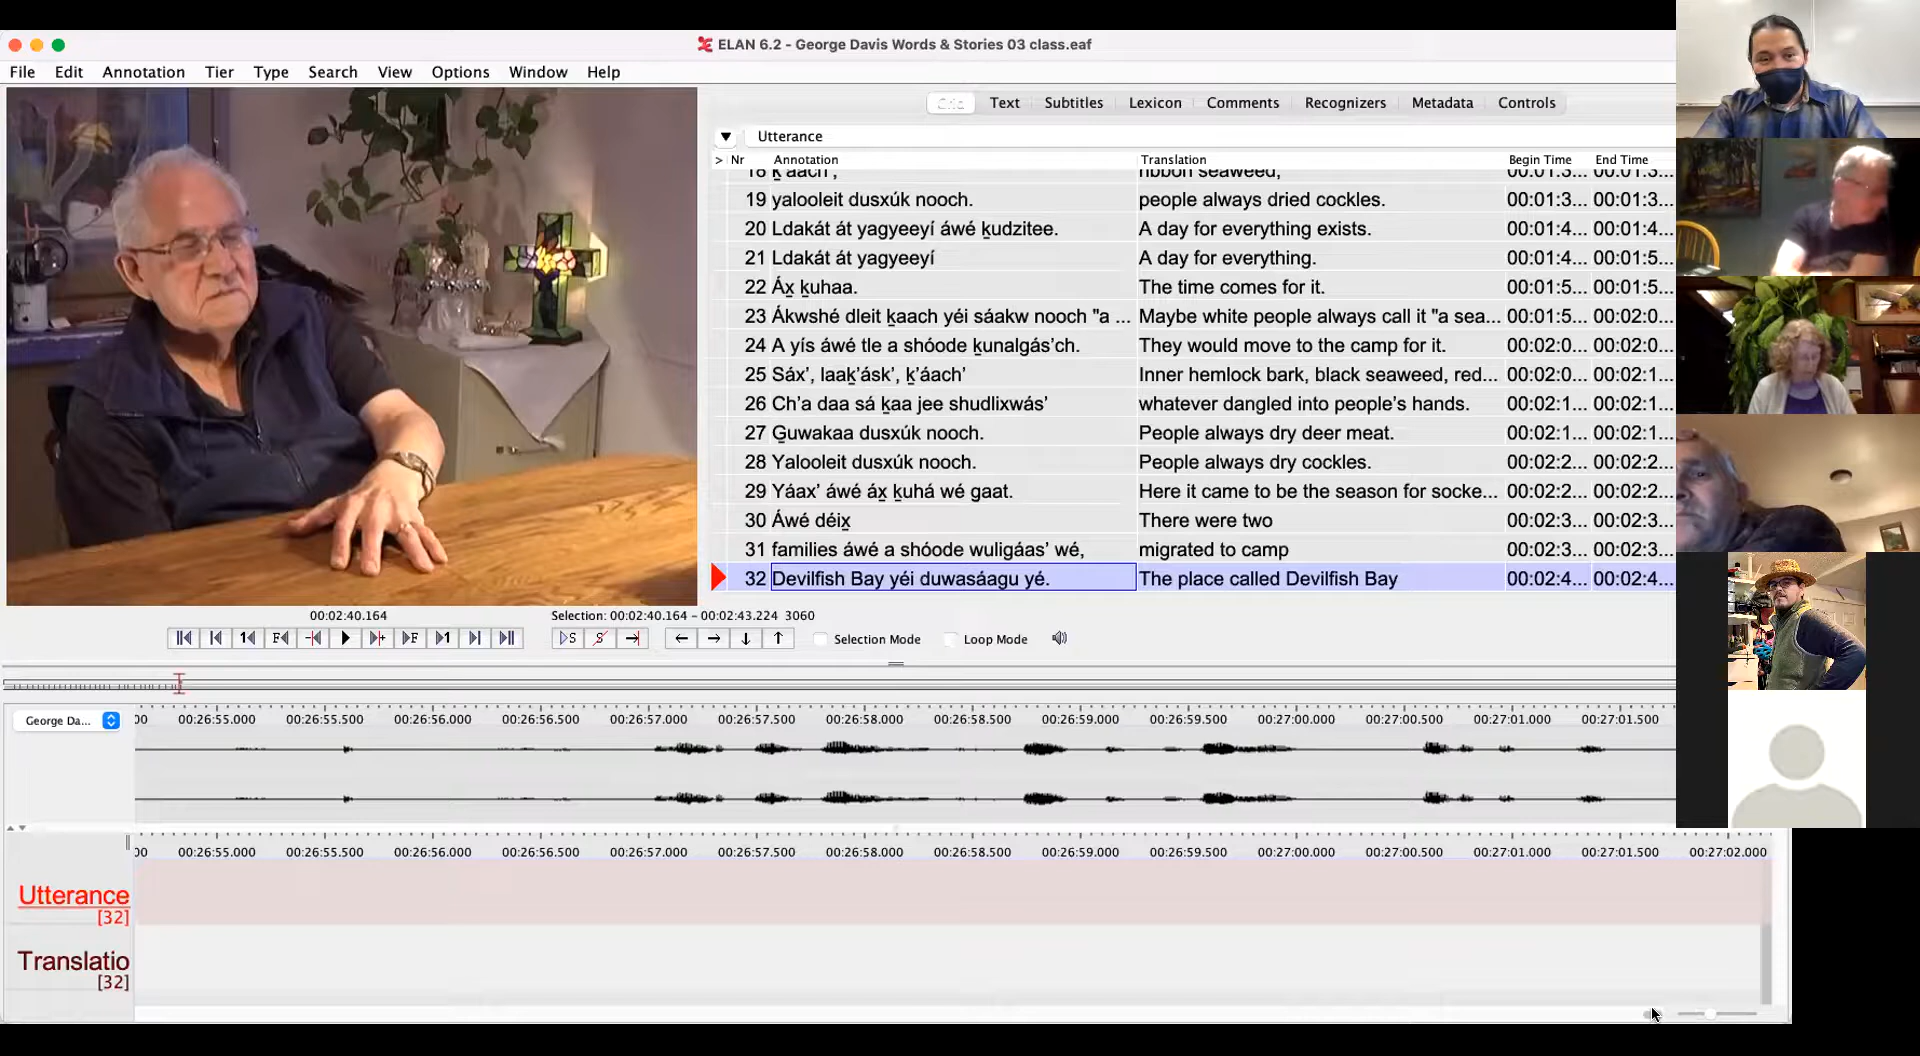 ELAN 6.2 - George Davis Words & Stories 03 class.eaf
File Edit Annotation Tier Type Search View Options Window Help
Grid Text Subtitles Lexicon Comments Recognizers Metadata Controls
Utterance
> Nr Annotation Translation Begin Time End Time
18 ḵ'áach', ribbon seaweed, 00:01:3... 00:01:3...
19 yalooleit dusxúk nooch. people always dried cockles. 00:01:3... 00:01:3...
20 Ldakát át yagyeeyí áwé ḵudzitee. A day for everything exists. 00:01:4... 00:01:4...
21 Ldakát át yagyeeyí A day for everything. 00:01:4... 00:01:5...
22 Áx̱ ḵuhaa. The time comes for it. 00:01:5... 00:01:5...
23 Ákwshé dleit ḵaach yéi sáakw nooch "a ... Maybe white people always call it "a sea... 00:01:5... 00:02:0...
24 A yís áwé tle a shóode ḵunalgás'ch. They would move to the camp for it. 00:02:0... 00:02:0...
25 Sáx', laaḵ'ásk', ḵ'áach' Inner hemlock bark, black seaweed, red... 00:02:0... 00:02:1...
26 Ch'a daa sá ḵaa jee shudlixwás' whatever dangled into people's hands. 00:02:1... 00:02:1...
27 G̱uwakaa dusxúk nooch. People always dry deer meat. 00:02:1... 00:02:1...
28 Yalooleit dusxúk nooch. People always dry cockles. 00:02:2... 00:02:2...
29 Yáax' áwé áx̱ ḵuhá wé gaat. Here it came to be the season for socke... 00:02:2... 00:02:2...
30 Áwé déix̱ There were two 00:02:3... 00:02:3...
31 families áwé a shóode wuligáas' wé, migrated to camp 00:02:3... 00:02:3...
32 Devilfish Bay yéi duwasáagu yé. The place called Devilfish Bay 00:02:4... 00:02:4...
00:02:40.164 Selection: 00:02:40.164 - 00:02:43.224 3060
Selection Mode Loop Mode
George Da...
00 00:26:55.000 00:26:55.500 00:26:56.000 00:26:56.500 00:26:57.000 00:26:57.500 00:26:58.000 00:26:58.500 00:26:59.000 00:26:59.500 00:27:00.000 00:27:00.500 00:27:01.000 00:27:01.500
00 00:26:55.000 00:26:55.500 00:26:56.000 00:26:56.500 00:26:57.000 00:26:57.500 00:26:58.000 00:26:58.500 00:26:59.000 00:26:59.500 00:27:00.000 00:27:00.500 00:27:01.000 00:27:01.500 00:27:02.000
Utterance
[32]
Translatio
[32]